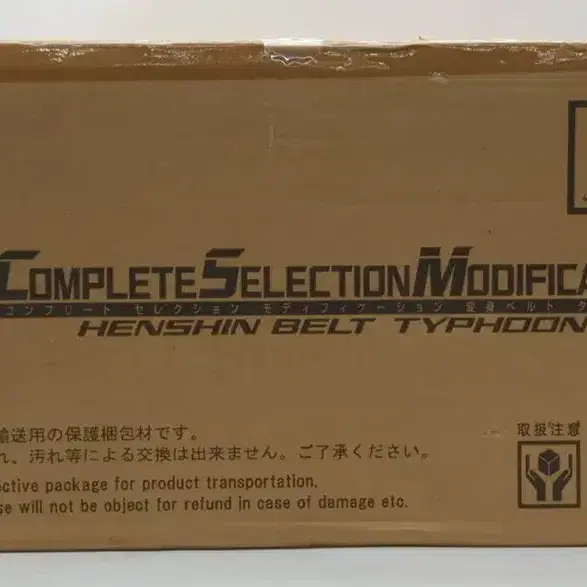 COMPLETE SELECTION MODIFICA
コンプリート セレクション モディフィケーション 変身ベルト タ
HENSHIN BELT TYPHOON
輸送用の保護梱包材です。
れ、汚れ等による交換は出来ません。ご了承ください。
取扱注意
ective package for product transportation.
se will not be object for refund in case of damage etc.